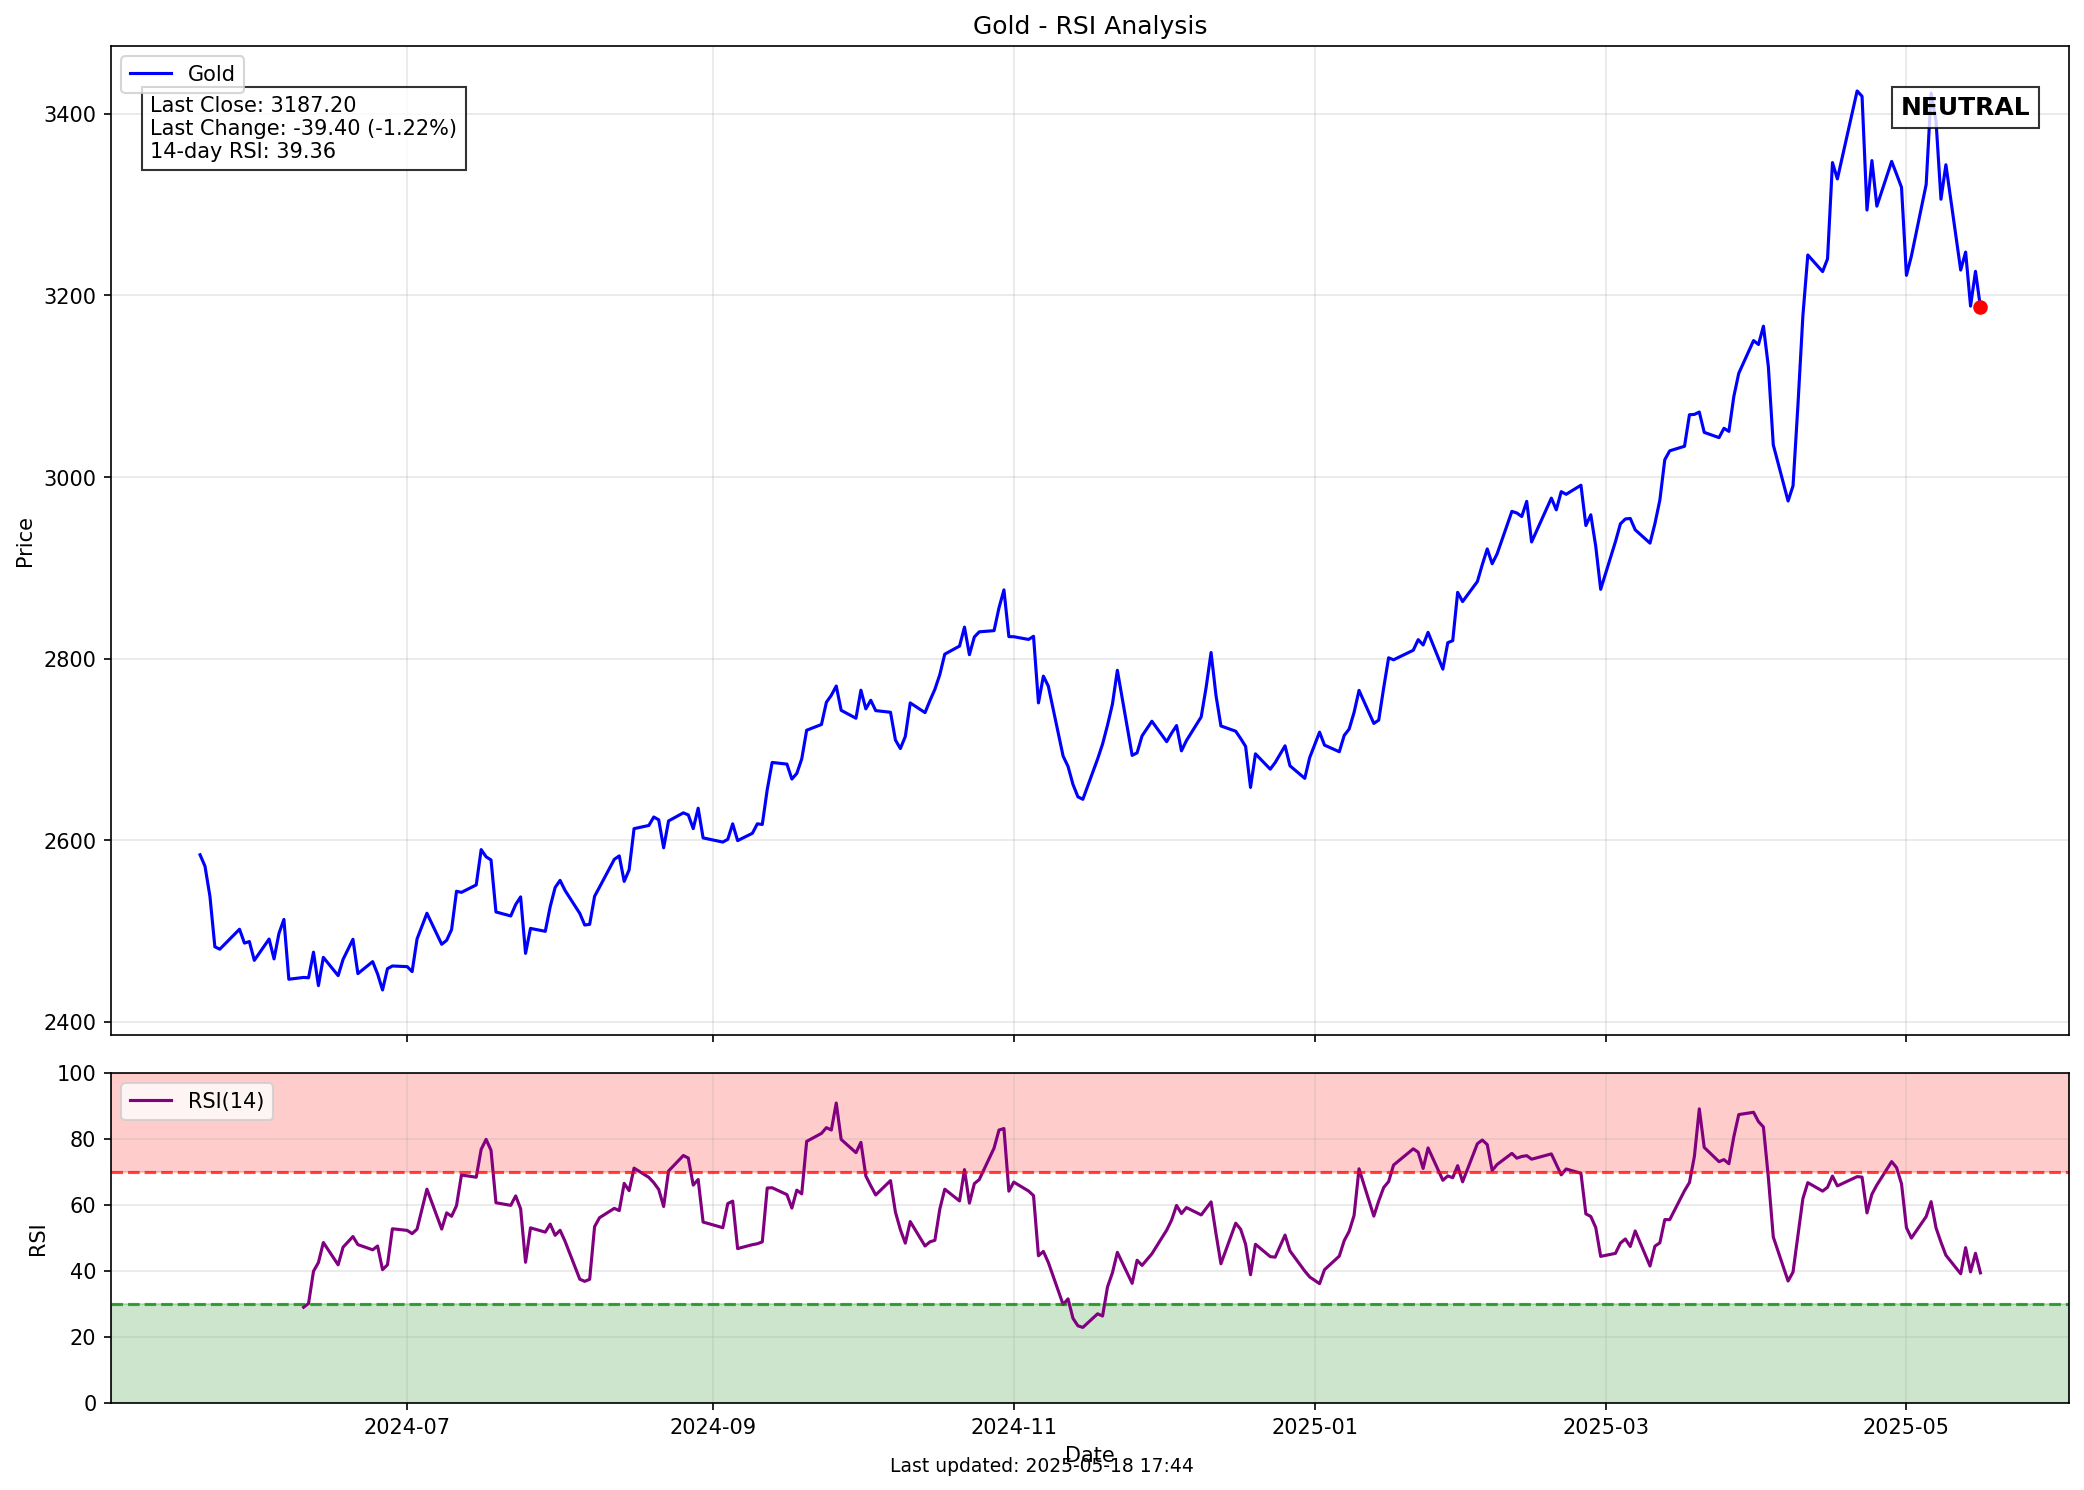 Gold - RSI Analysis
Gold
Last Close: 3187.20
Last Change: -39.40 (-1.22%)
14-day RSI: 39.36
NEUTRAL
Price
3400
3200
3000
2800
2600
2400
RSI(14)
RSI
100
80
60
40
20
0
2024-07
2024-09
2024-11
2025-01
2025-03
2025-05
Date
Last updated: 2025-05-18 17:44